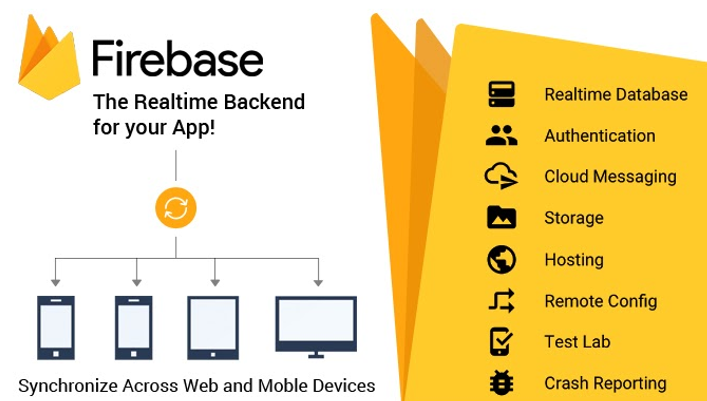 Firebase
The Realtime Backend
for your App!
Synchronize Across Web and Moble Devices
Realtime Database
Authentication
Cloud Messaging
Storage
Hosting
Remote Config
Test Lab
Crash Reporting